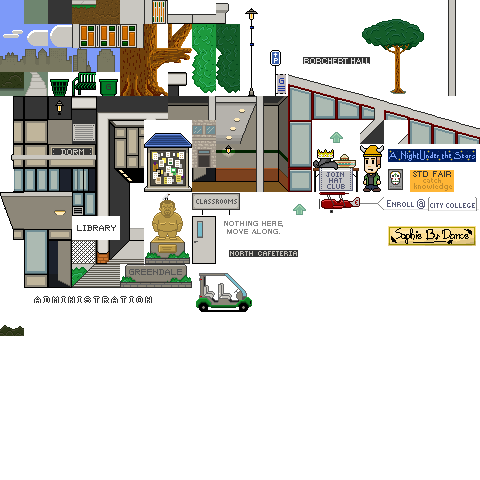 P
BORCHERT HALL
G
DORM
A Night Under the Stars
JOIN
HAT
CLUB
STD FAIR
catch
knowledge
CLASSROOMS
ENROLL @ CITY COLLEGE
NOTHING HERE,
MOVE ALONG.
LIBRARY
Sophie B. Dance
NORTH CAFETERIA
GREENDALE
ADMINISTRATION